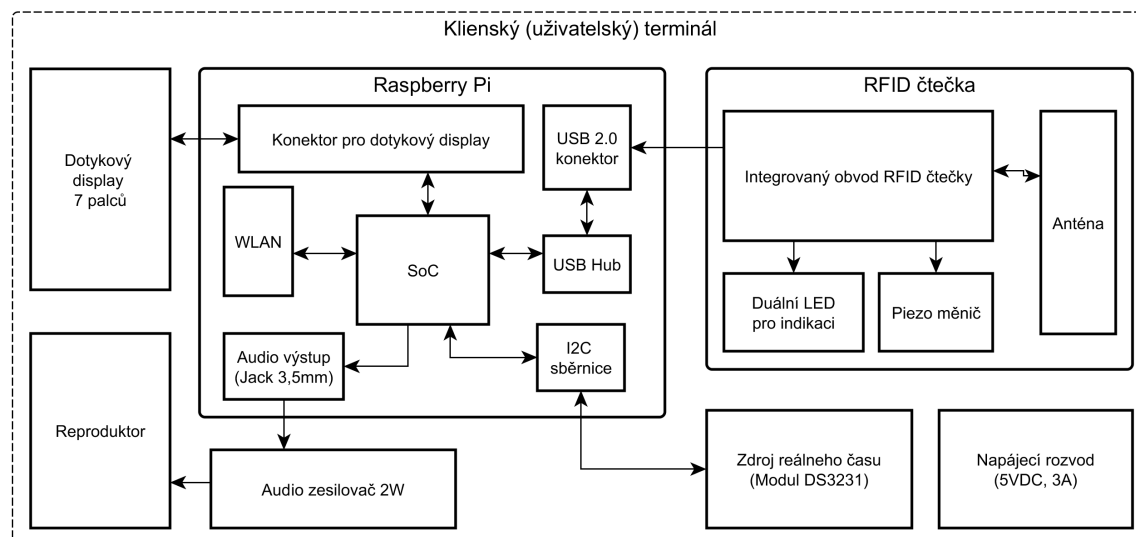 Klienský (uživatelský) terminál
Raspberry Pi
RFID čtečka
Dotykový
display
7 palců
Konektor pro dotykový display
USB 2.0
konektor
Integrovaný obvod RFID čtečky
Anténa
WLAN
SoC
USB Hub
Duální LED
pro indikaci
Piezo měnič
Audio výstup
(Jack 3,5mm)
I2C
sběrnice
Reproduktor
Audio zesilovač 2W
Zdroj reálneho času
(Modul DS3231)
Napájecí rozvod
(5VDC, 3A)